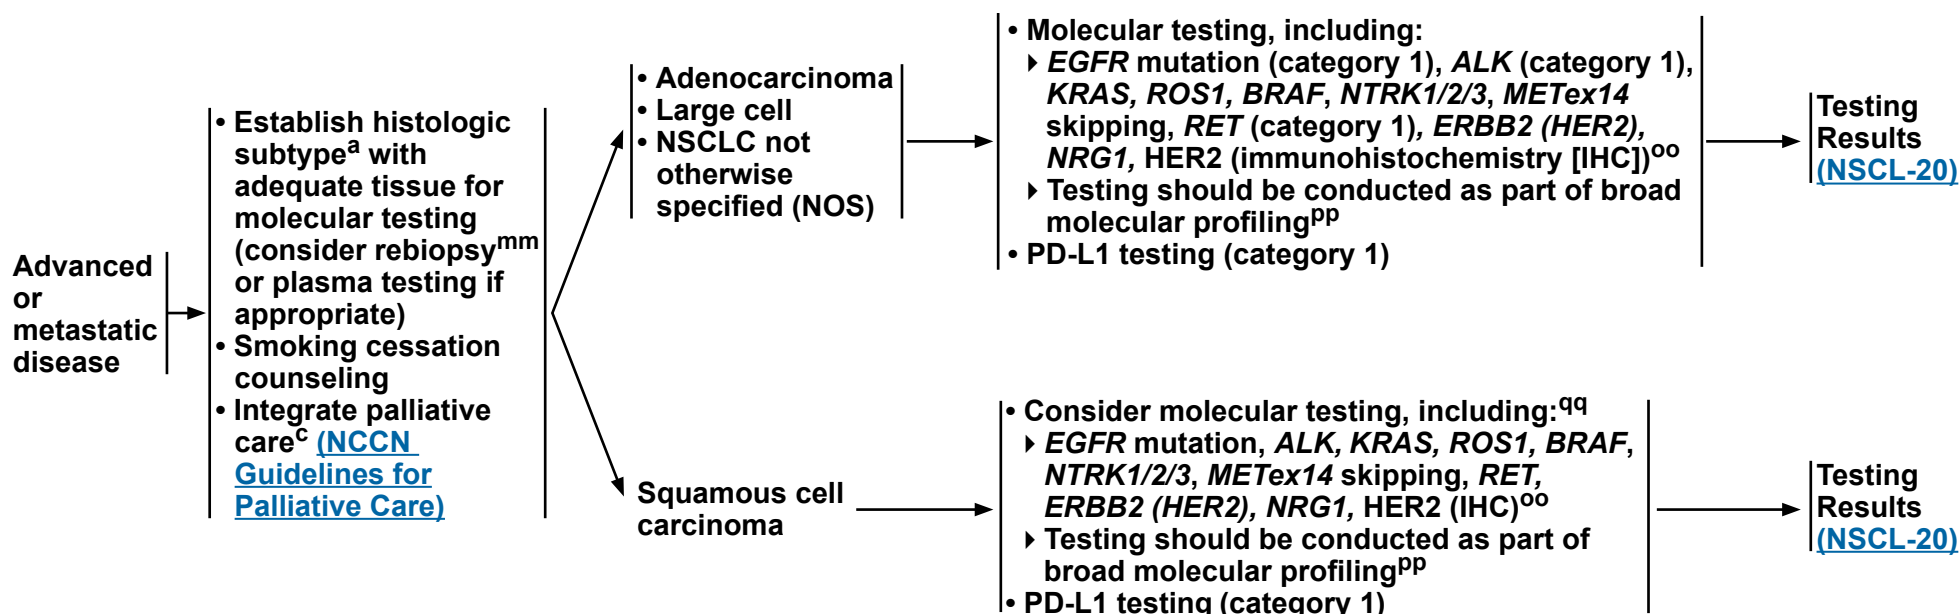 Advanced
or
metastatic
disease
• Establish histologic
subtypea with
adequate tissue for
molecular testing
(consider rebiopsymm
or plasma testing if
appropriate)
• Smoking cessation
counseling
• Integrate palliative
carec (NCCN
Guidelines for
Palliative Care)
• Adenocarcinoma
• Large cell
• NSCLC not
otherwise
specified (NOS)
• Molecular testing, including:
EGFR mutation (category 1), ALK (category 1),
KRAS, ROS1, BRAF, NTRK1/2/3, METex14
skipping, RET (category 1), ERBB2 (HER2),
NRG1, HER2 (immunohistochemistry [IHC])oo
Testing should be conducted as part of broad
molecular profilingpp
• PD-L1 testing (category 1)
Testing
Results
(NSCL-20)
Squamous cell
carcinoma
• Consider molecular testing, including:qq
EGFR mutation, ALK, KRAS, ROS1, BRAF,
NTRK1/2/3, METex14 skipping, RET,
ERBB2 (HER2), NRG1, HER2 (IHC)oo
Testing should be conducted as part of
broad molecular profilingpp
• PD-L1 testing (category 1)
Testing
Results
(NSCL-20)